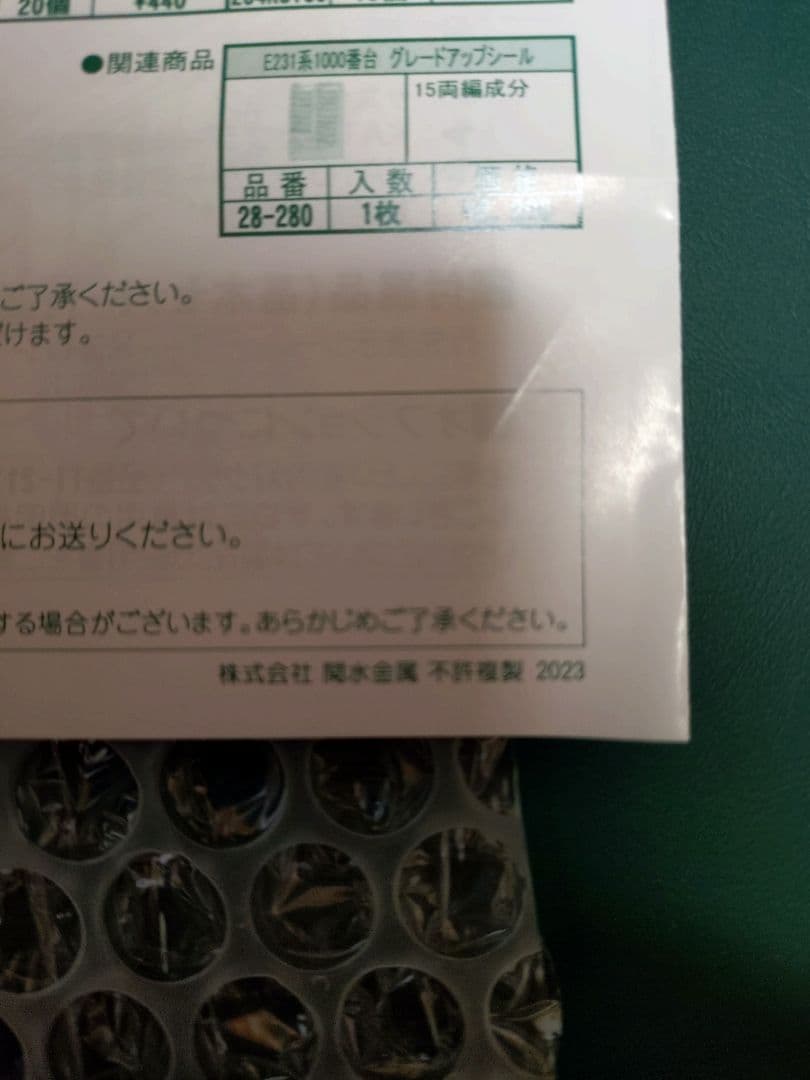 20個 ¥440
●関連商品
E231系1000番台 グレードアップシール
15両編成分
品番 入数 価格
28-280 1枚
ご了承ください。
けます。
にお送りください。
する場合がございます。あらかじめご了承ください。
株式会社 関水金属 不許複製 2023